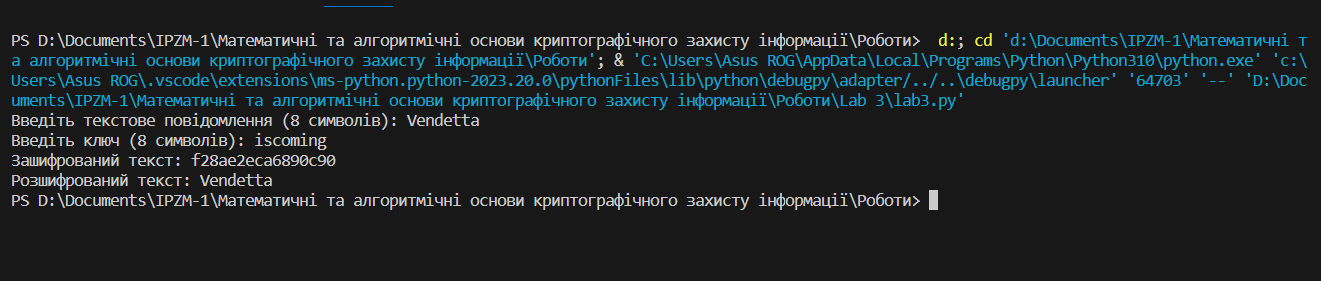 PS D:\Documents\IPZM-1\Математичні та алгоритмічні основи криптографічного захисту інформації\Роботи>  d:; cd 'd:\Documents\IPZM-1\Математичні т
а алгоритмічні основи криптографічного захисту інформації\Роботи'; & 'C:\Users\Asus ROG\AppData\Local\Programs\Python\Python310\python.exe' 'c:\
Users\Asus ROG\.vscode\extensions\ms-python.python-2023.20.0\pythonFiles\lib\python\debugpy\adapter/../..\debugpy\launcher' '64703' '--' 'D:\Doc
uments\IPZM-1\Математичні та алгоритмічні основи криптографічного захисту інформації\Роботи\Lab 3\lab3.py'
Введіть текстове повідомлення (8 символів): Vendetta
Введіть ключ (8 символів): iscoming
Зашифрований текст: f28ae2eca6890c90
Розшифрований текст: Vendetta
PS D:\Documents\IPZM-1\Математичні та алгоритмічні основи криптографічного захисту інформації\Роботи>